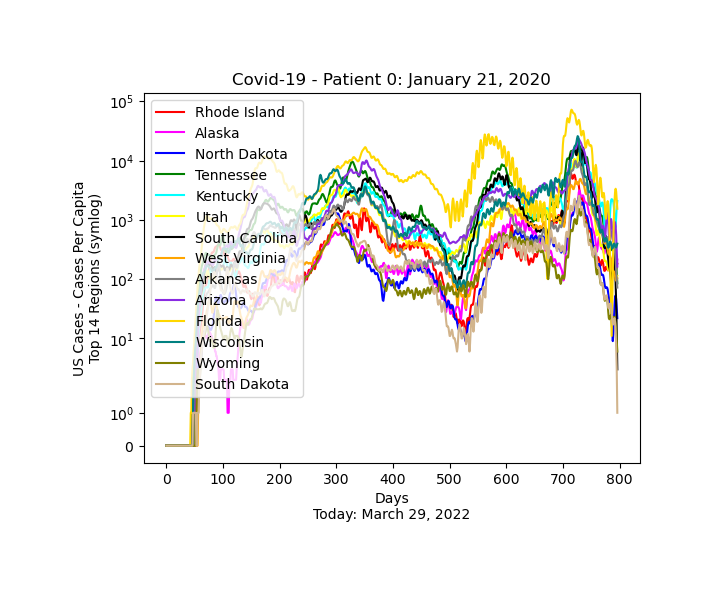 Covid-19 - Patient 0: January 21, 2020
US Cases - Cases Per Capita
Top 14 Regions (symlog)
10^5
10^4
10^3
10^2
10^1
10^0
0
Rhode Island
Alaska
North Dakota
Tennessee
Kentucky
Utah
South Carolina
West Virginia
Arkansas
Arizona
Florida
Wisconsin
Wyoming
South Dakota
0 100 200 300 400 500 600 700 800
Days
Today: March 29, 2022